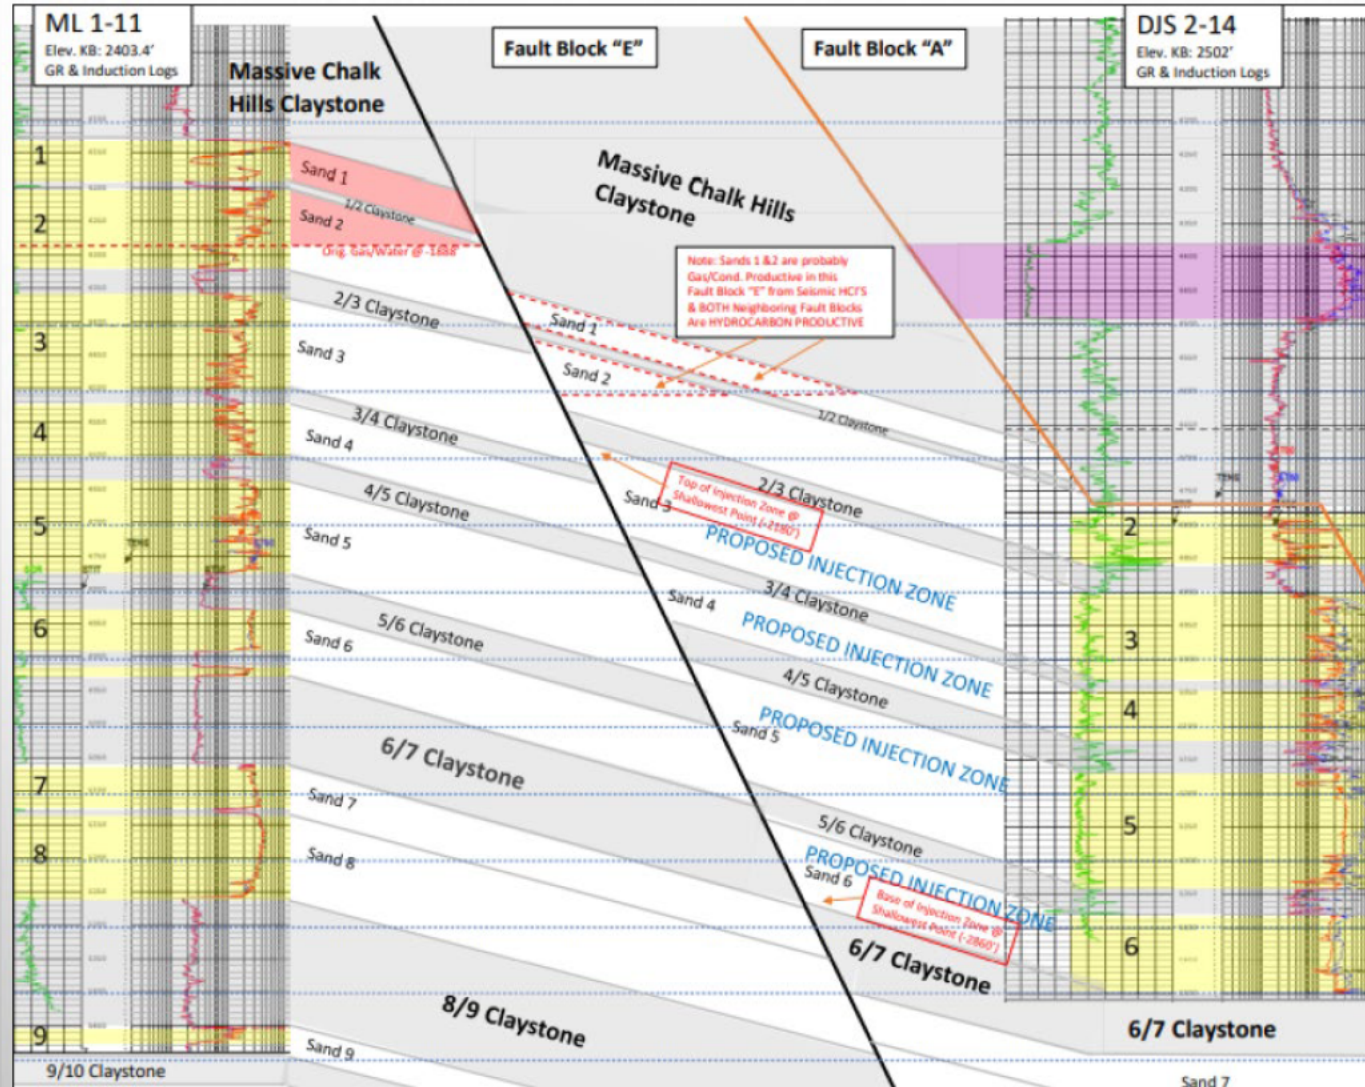 ML 1-11
Elev. KB: 2403.4’
GR & Induction Logs
Massive Chalk
Hills Claystone
Fault Block “E”
Fault Block “A”
DJS 2-14
Elev. KB: 2502’
GR & Induction Logs
Massive Chalk Hills
Claystone
1
2
3
4
5
6
7
8
9
9/10 Claystone
Sand 1
1/2 Claystone
Sand 2
Orig. Gas/Water @ -1688
2/3 Claystone
Sand 3
3/4 Claystone
Sand 4
4/5 Claystone
Sand 5
5/6 Claystone
Sand 6
6/7 Claystone
Sand 7
Sand 8
8/9 Claystone
Sand 9
Note: Sands 1 &2 are probably
Gas/Cond. Productive in this
Fault Block “E” from Seismic HCI’S
& BOTH Neighboring Fault Blocks
Are HYDROCARBON PRODUCTIVE
Sand 1
Sand 2
1/2 Claystone
2/3 Claystone
Top of Injection Zone @
Shallowest Point (-2180’)
Sand 3
PROPOSED INJECTION ZONE
3/4 Claystone
Sand 4
PROPOSED INJECTION ZONE
4/5 Claystone
Sand 5
PROPOSED INJECTION ZONE
5/6 Claystone
PROPOSED INJECTION ZONE
Sand 6
Base of Injection Zone @
Shallowest Point (-2860’)
6/7 Claystone
2
3
4
5
6
6/7 Claystone
Sand 7